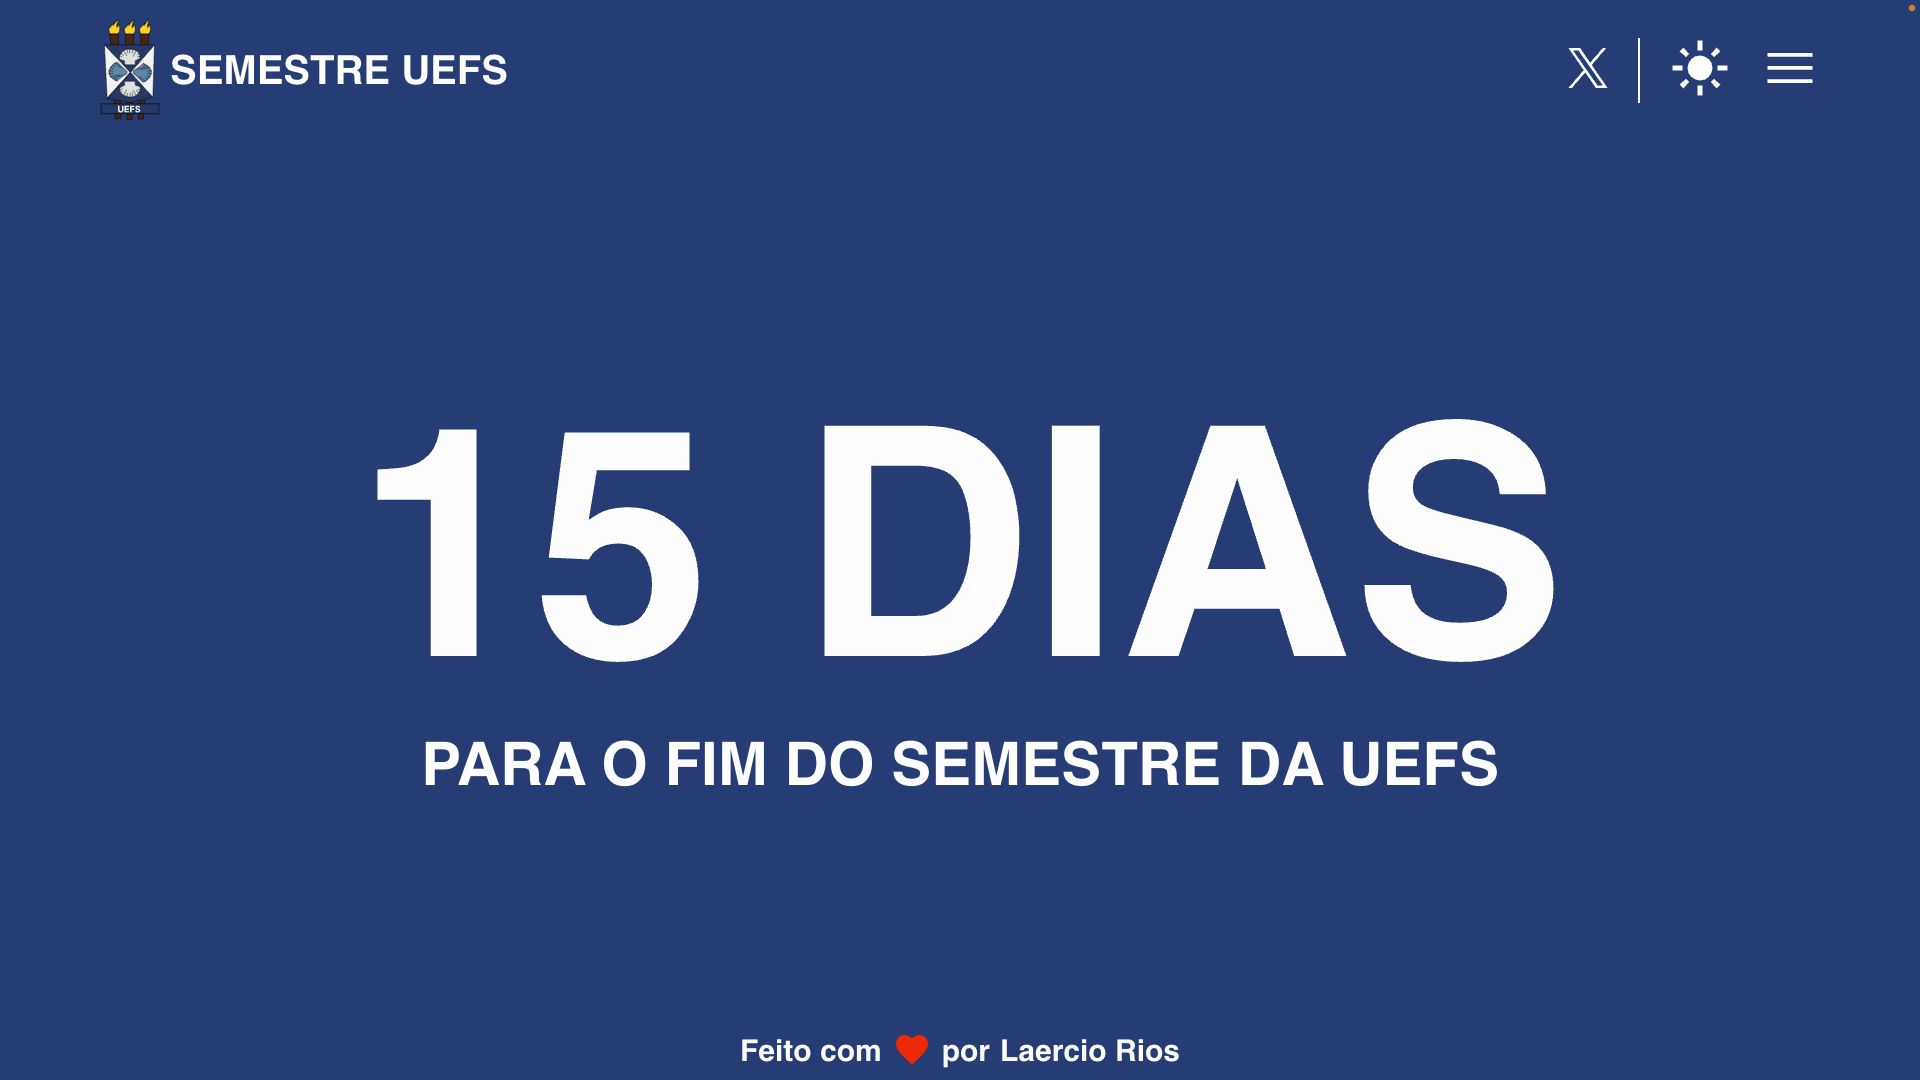 UEFS
SEMESTRE UEFS
15 DIAS
PARA O FIM DO SEMESTRE DA UEFS
Feito com ❤️ por Laercio Rios